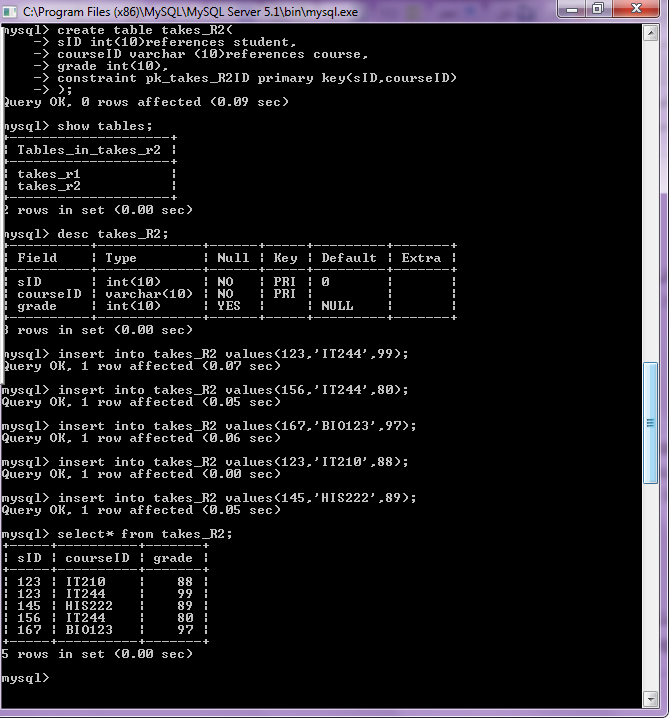 C:\Program Files (x86)\MySQL\MySQL Server 5.1\bin\mysql.exe
mysql> create table takes_R2(
    -> sID int(10)references student,
    -> courseID varchar (10)references course,
    -> grade int(10),
    -> constraint pk_takes_R2ID primary key(sID,courseID)
    -> );
Query OK, 0 rows affected (0.09 sec)

mysql> show tables;
+---------------------+
| Tables_in_takes_r2  |
+---------------------+
| takes_r1            |
| takes_r2            |
+---------------------+
2 rows in set (0.00 sec)

mysql> desc takes_R2;
+----------+-------------+------+-----+---------+-------+
| Field    | Type        | Null | Key | Default | Extra |
+----------+-------------+------+-----+---------+-------+
| sID      | int(10)     | NO   | PRI | 0       |       |
| courseID | varchar(10) | NO   | PRI |         |       |
| grade    | int(10)     | YES  |     | NULL    |       |
+----------+-------------+------+-----+---------+-------+
3 rows in set (0.00 sec)

mysql> insert into takes_R2 values(123,'IT244',99);
Query OK, 1 row affected (0.07 sec)

mysql> insert into takes_R2 values(156,'IT244',80);
Query OK, 1 row affected (0.05 sec)

mysql> insert into takes_R2 values(167,'BIO123',97);
Query OK, 1 row affected (0.06 sec)

mysql> insert into takes_R2 values(123,'IT210',88);
Query OK, 1 row affected (0.00 sec)

mysql> insert into takes_R2 values(145,'HIS222',89);
Query OK, 1 row affected (0.05 sec)

mysql> select* from takes_R2;
+-----+----------+-------+
| sID | courseID | grade |
+-----+----------+-------+
| 123 | IT210    |    88 |
| 123 | IT244    |    99 |
| 145 | HIS222   |    89 |
| 156 | IT244    |    80 |
| 167 | BIO123   |    97 |
+-----+----------+-------+
5 rows in set (0.00 sec)

mysql>